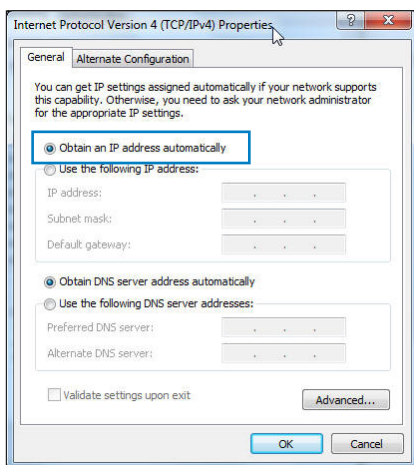 Internet Protocol Version 4 (TCP/IPv4) Properties
General Alternate Configuration
You can get IP settings assigned automatically if your network supports
this capability. Otherwise, you need to ask your network administrator
for the appropriate IP settings.
Obtain an IP address automatically
Use the following IP address:
IP address:
Subnet mask:
Default gateway:
Obtain DNS server address automatically
Use the following DNS server addresses:
Preferred DNS server:
Alternate DNS server:
Validate settings upon exit
Advanced...
OK Cancel